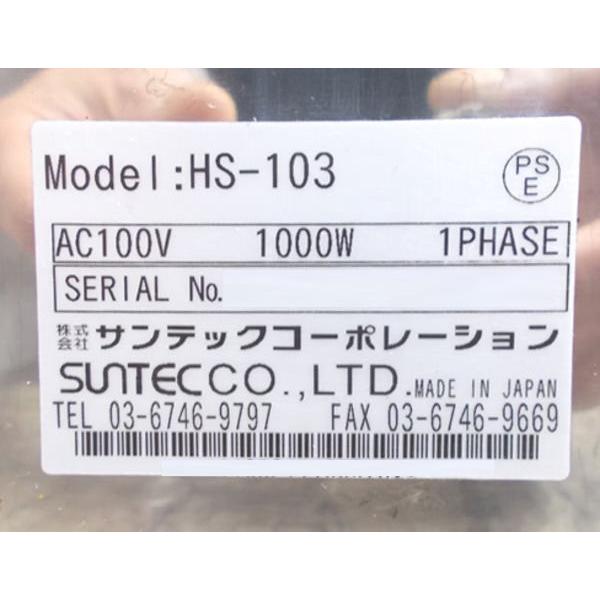 Model:HS-103
PS
E
AC100V 1000W 1PHASE
SERIAL No.
株式
会社 サンテックコーポレーション
SUNTEC CO.,LTD. MADE IN JAPAN
TEL 03-6746-9797 FAX 03-6746-9669